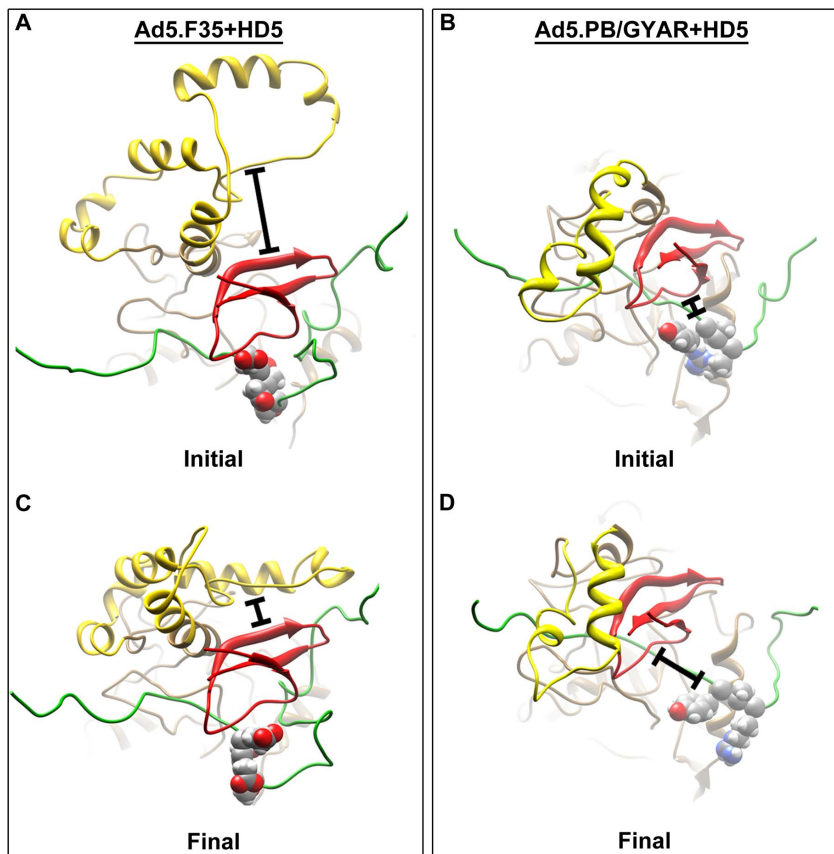 A
Ad5.F35+HD5
Initial
B
Ad5.PB/GYAR+HD5
Initial
C
Final
D
Final